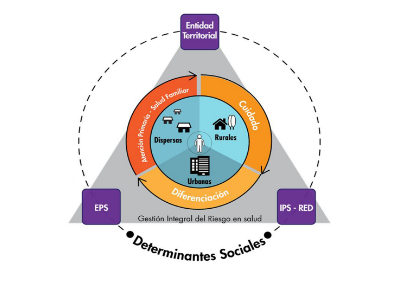 Entidad
Territorial
Atención Primaria - Salud Familiar
Cuidado
Dispersas
Rurales
Urbanas
Diferenciación
EPS
IPS - RED
Gestión Integral del Riesgo en salud
Determinantes Sociales